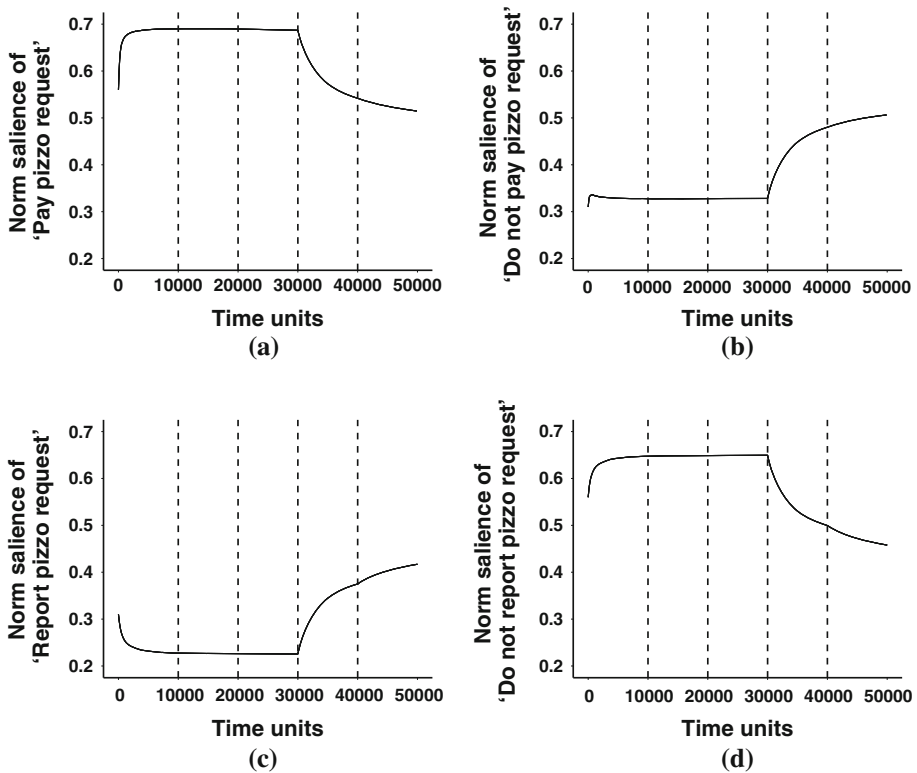 Norm salience of
'Pay pizzo request'
0.7
0.6
0.5
0.4
0.3
0.2
0 10000 20000 30000 40000 50000
Time units
(a)
Norm salience of
'Do not pay pizzo request'
0.7
0.6
0.5
0.4
0.3
0.2
0 10000 20000 30000 40000 50000
Time units
(b)
Norm salience of
'Report pizzo request'
0.7
0.6
0.5
0.4
0.3
0.2
0 10000 20000 30000 40000 50000
Time units
(c)
Norm salience of
'Do not report pizzo request'
0.7
0.6
0.5
0.4
0.3
0.2
0 10000 20000 30000 40000 50000
Time units
(d)